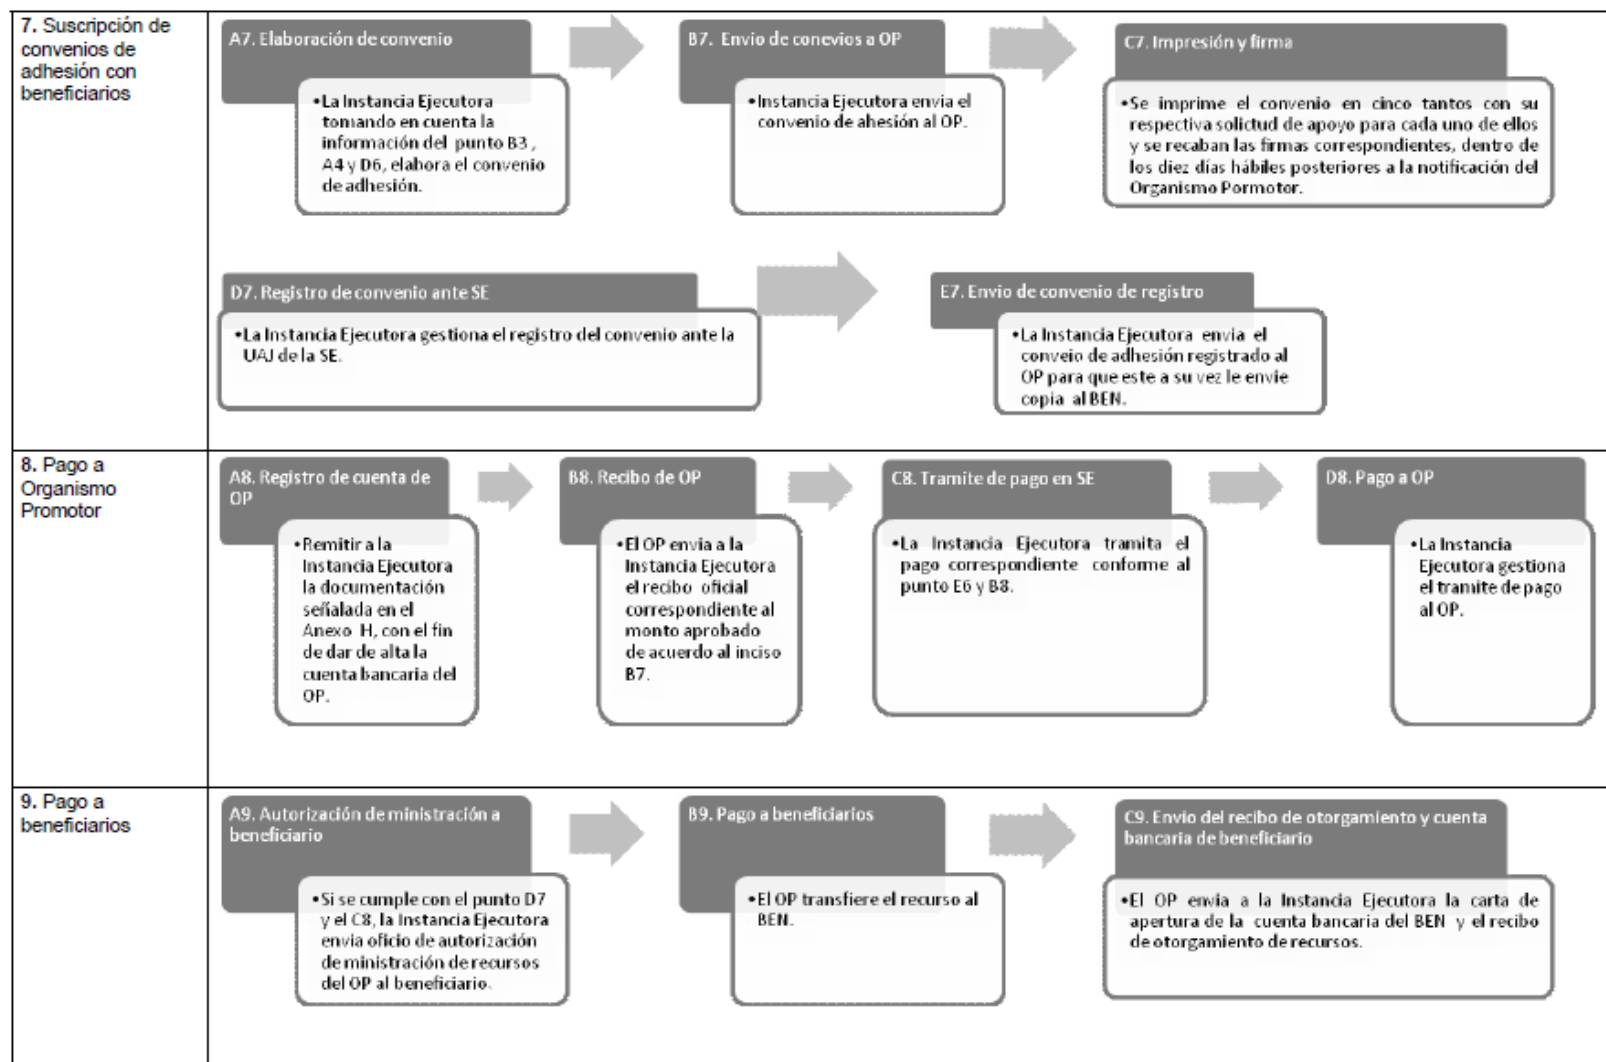 7. Suscripción de
convenios de
adhesión con
beneficiarios
A7. Elaboración de convenio
•La Instancia Ejecutora
tomando en cuenta la
información del punto B3 ,
A4 y D6, elabora el convenio
de adhesión.
B7. Envio de conevios a OP
•Instancia Ejecutora envia el
convenio de ahesión al OP.
C7. Impresión y firma
•Se imprime el convenio en cinco tantos con su
respectiva solictud de apoyo para cada uno de ellos
y se recaban las firmas correspondientes, dentro de
los diez días hábiles posteriores a la notificación del
Organismo Pormotor.
D7. Registro de convenio ante SE
•La Instancia Ejecutora gestiona el registro del convenio ante la
UAJ de la SE.
E7. Envio de convenio de registro
•La Instancia Ejecutora envia el
conveio de adhesión registrado al
OP para que este a su vez le envie
copia al BEN.
8. Pago a
Organismo
Promotor
A8. Registro de cuenta de
OP
•Remitir a la
Instancia Ejecutora
la documentación
señalada en el
Anexo H, con el fin
de dar de alta la
cuenta bancaria del
OP.
B8. Recibo de OP
•El OP envia a la
Instancia Ejecutora
el recibo oficial
correspondiente al
monto aprobado
de acuerdo al inciso
B7.
C8. Tramite de pago en SE
•La Instancia Ejecutora tramita el
pago correspondiente conforme al
punto E6 y B8.
D8. Pago a OP
•La Instancia
Ejecutora gestiona
el tramite de pago
al OP.
9. Pago a
beneficiarios
A9. Autorización de ministración a
beneficiario
•Si se cumple con el punto D7
y el C8, la Instancia Ejecutora
envia oficio de autorización
de ministración de recursos
del OP al beneficiario.
B9. Pago a beneficiarios
•El OP transfiere el recurso al
BEN.
C9. Envio del recibo de otorgamiento y cuenta
bancaria de beneficiario
•El OP envia a la Instancia Ejecutora la carta de
apertura de la cuenta bancaria del BEN y el recibo
de otorgamiento de recursos.